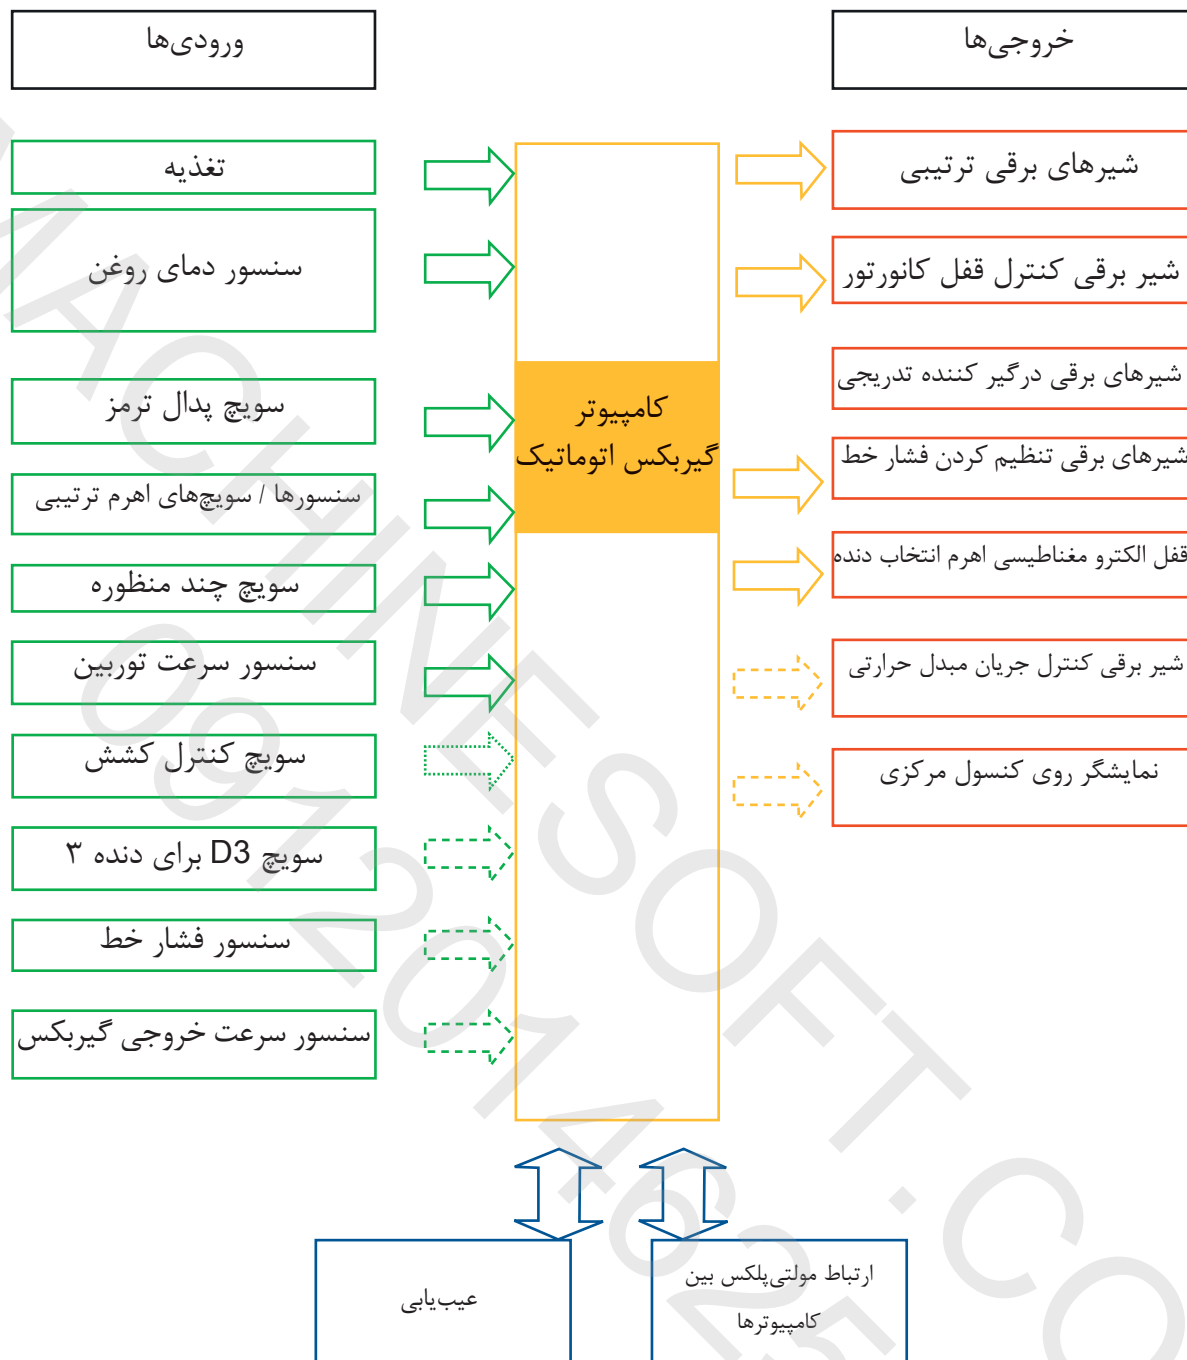 ورودی‌ها
خروجی‌ها
تغذیه
سنسور دمای روغن
سویچ پدال ترمز
سنسورها / سویچ‌های اهرم ترتیبی
سویچ چند منظوره
سنسور سرعت توربین
سویچ کنترل کشش
سویچ D3 برای دنده ۳
سنسور فشار خط
سنسور سرعت خروجی گیربکس
کامپیوتر
گیربکس اتوماتیک
شیرهای برقی ترتیبی
شیر برقی کنترل قفل کانورتور
شیرهای برقی درگیر کننده تدریجی
شیرهای برقی تنظیم کردن فشار خط
قفل الکترو مغناطیسی اهرم انتخاب دنده
شیر برقی کنترل جریان مبدل حرارتی
نمایشگر روی کنسول مرکزی
عیب‌یابی
ارتباط مولتی‌پلکس بین
کامپیوترها
MACHINESOFT.CO
0912014625